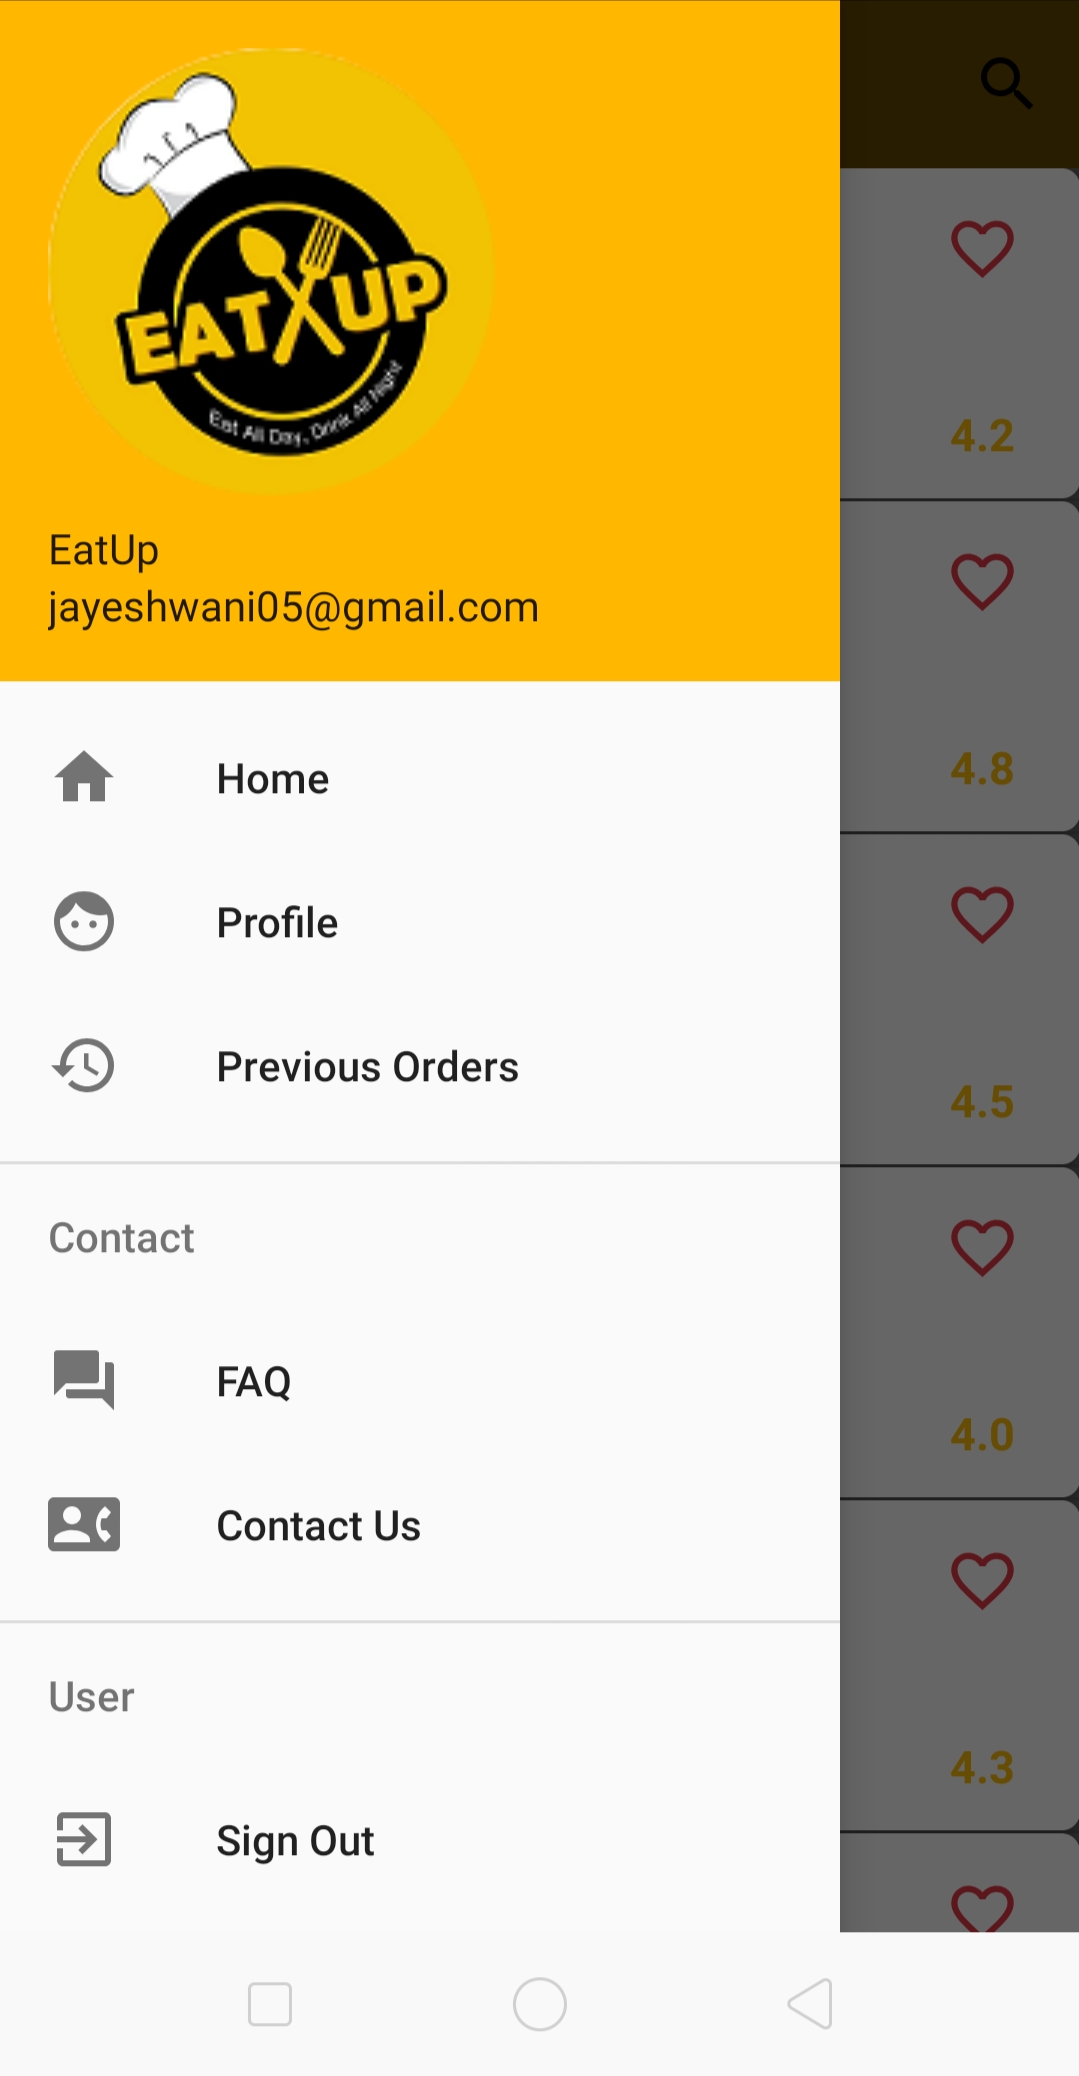 EAT UP
Eat All Day, Drink All Night
EatUp
jayeshwani05@gmail.com
Home
Profile
Previous Orders
Contact
FAQ
Contact Us
User
Sign Out
4.2
4.8
4.5
4.0
4.3